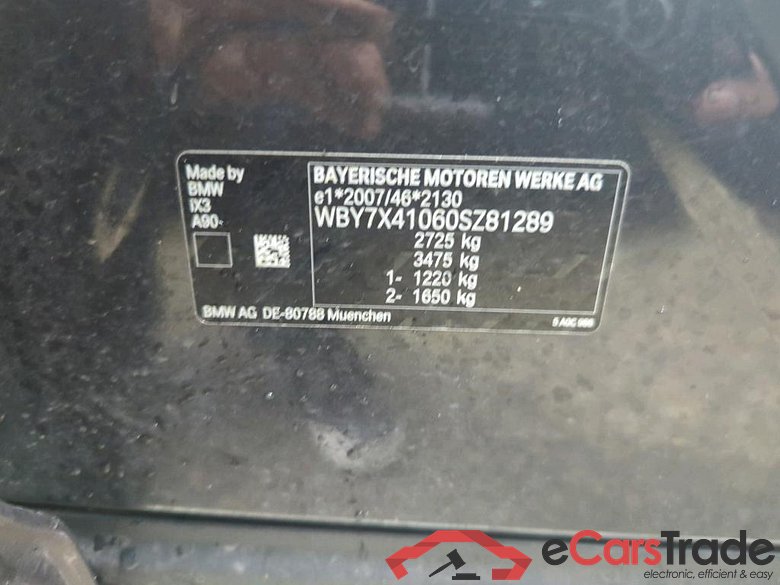 Made by
BMW
IX3
A90-
BAYERISCHE MOTOREN WERKE AG
e1*2007/46*2130
WBY7X41060SZ81289
2725 kg
3475 kg
1- 1220 kg
2- 1650 kg
BMW AG DE-80788 Muenchen
eCarsTrade
electronic, efficient & easy